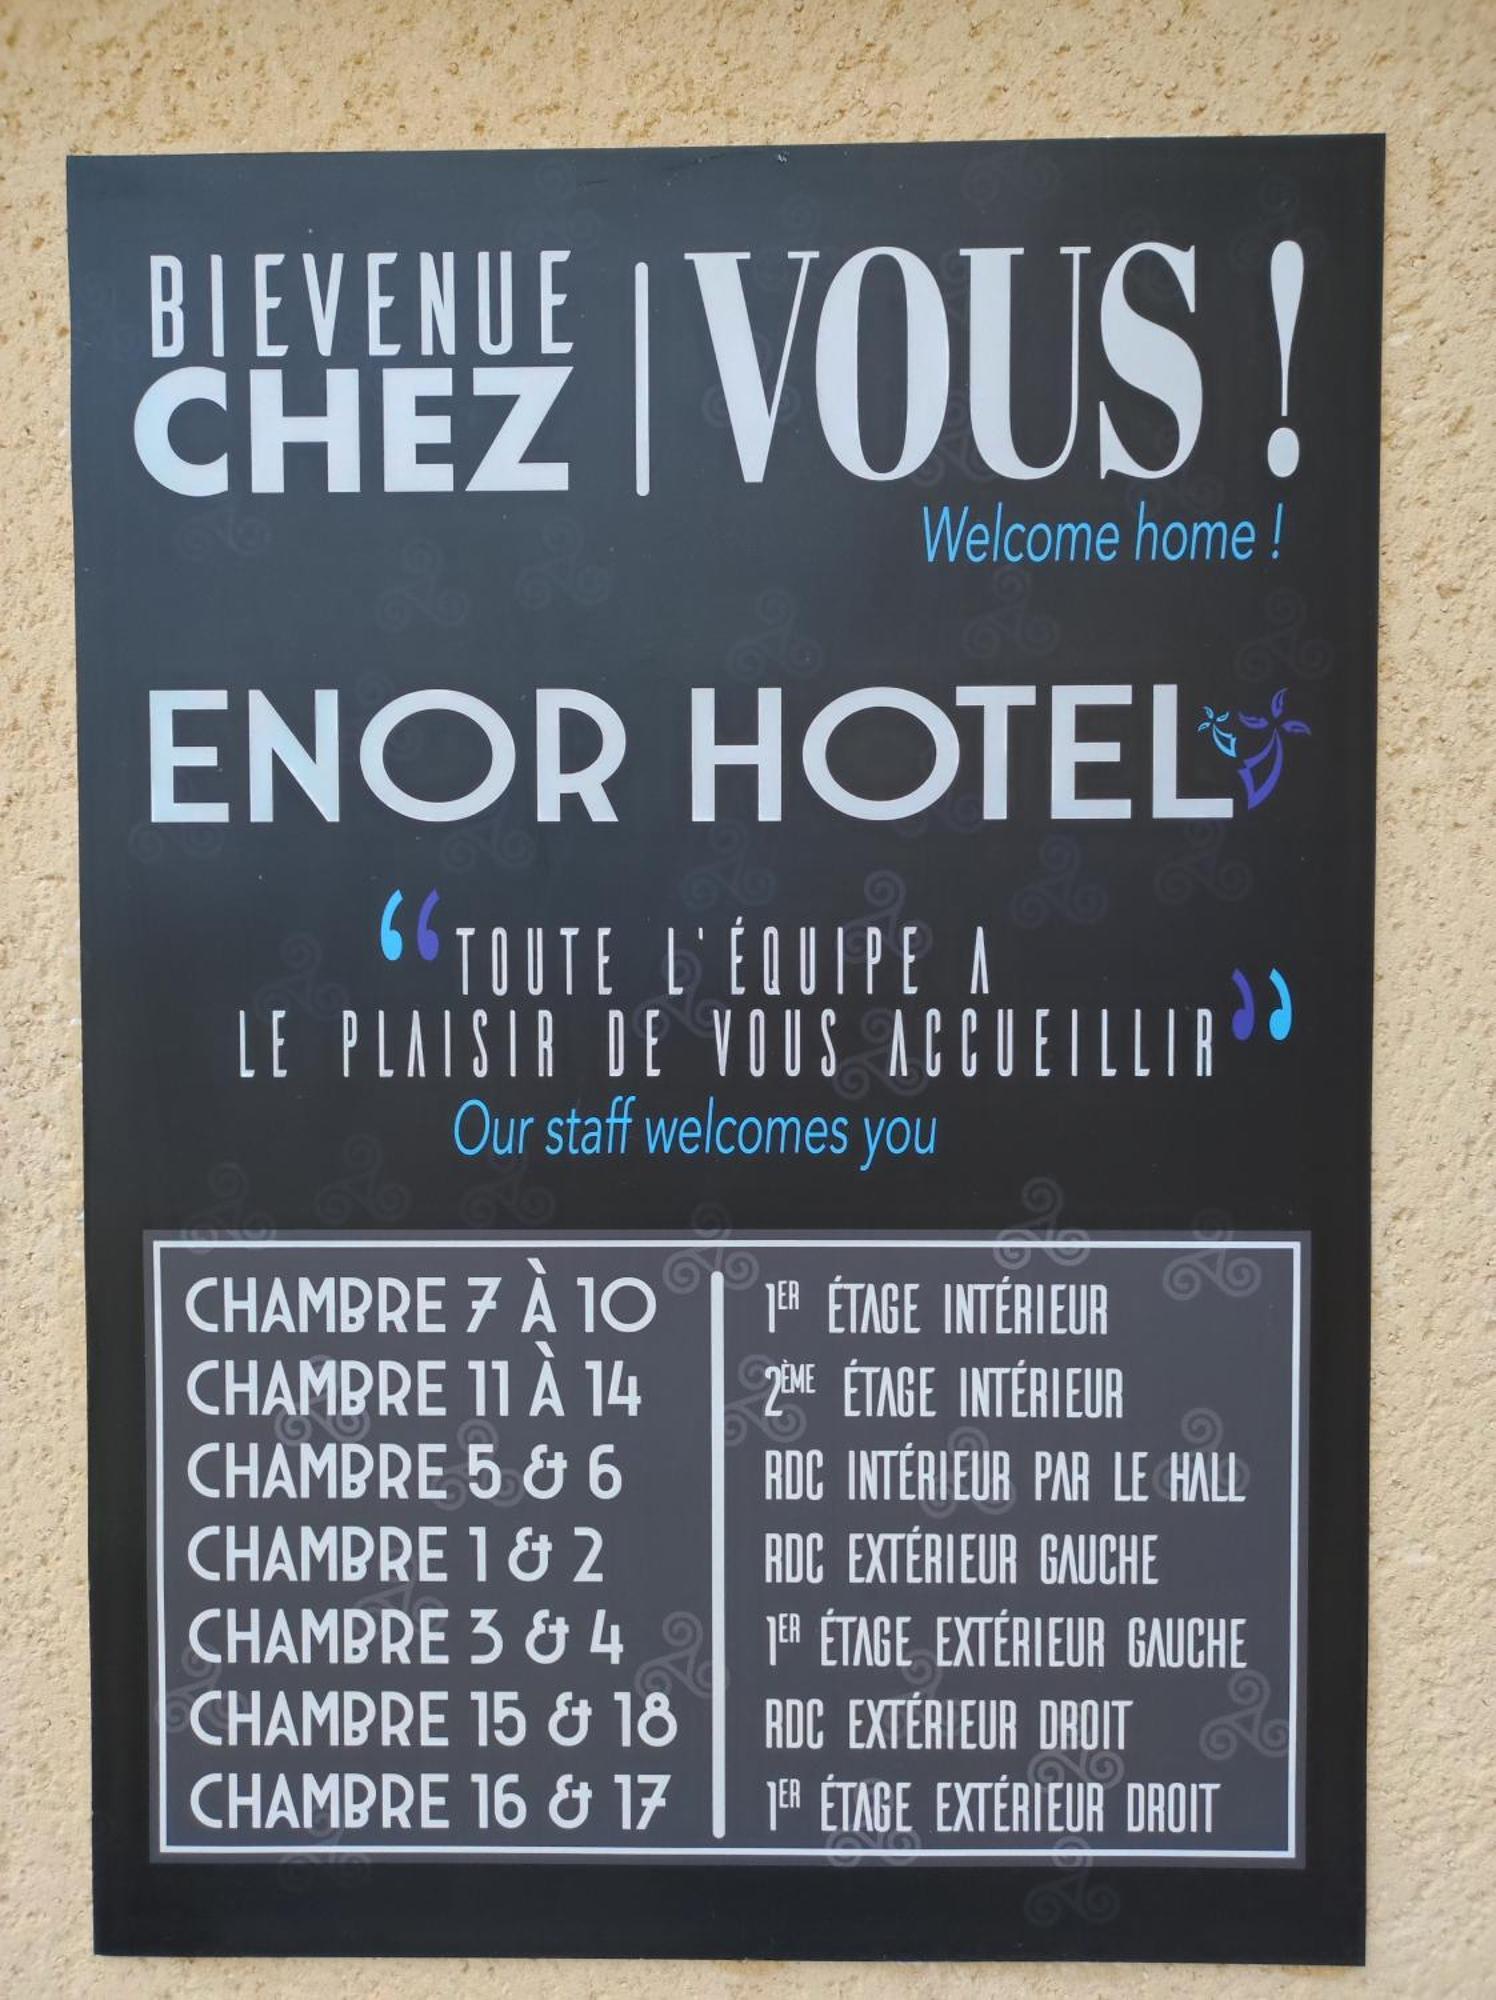 BIEVENUE
CHEZ
VOUS !
Welcome home !
ENOR HOTEL
“TOUTE L'ÉQUIPE A
LE PLAISIR DE VOUS ACCUEILLIR”
Our staff welcomes you
CHAMBRE 7 À 10 1ER ÉTAGE INTÉRIEUR
CHAMBRE 11 À 14 2ÈME ÉTAGE INTÉRIEUR
CHAMBRE 5 & 6 RDC INTÉRIEUR PAR LE HALL
CHAMBRE 1 & 2 RDC EXTÉRIEUR GAUCHE
CHAMBRE 3 & 4 1ER ÉTAGE EXTÉRIEUR GAUCHE
CHAMBRE 15 & 18 RDC EXTÉRIEUR DROIT
CHAMBRE 16 & 17 1ER ÉTAGE EXTÉRIEUR DROIT